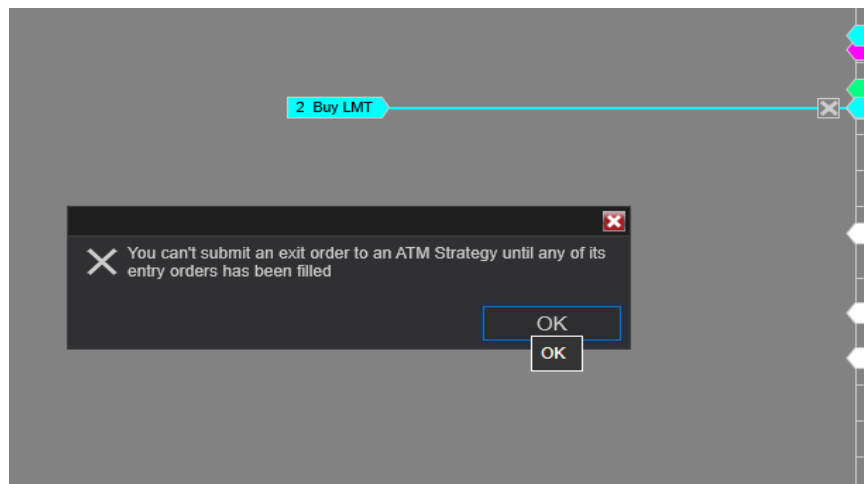 2 Buy LMT
You can't submit an exit order to an ATM Strategy until any of its
entry orders has been filled
OK
OK